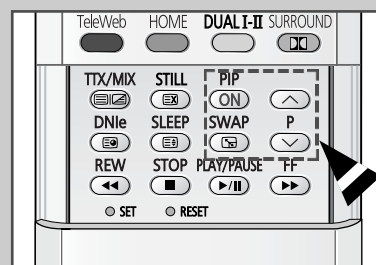 TeleWeb HOME DUAL I-II SURROUND
TTX/MIX STILL PIP
ON
DNIe SLEEP SWAP P
REW STOP PLAY/PAUSE FF
SET RESET